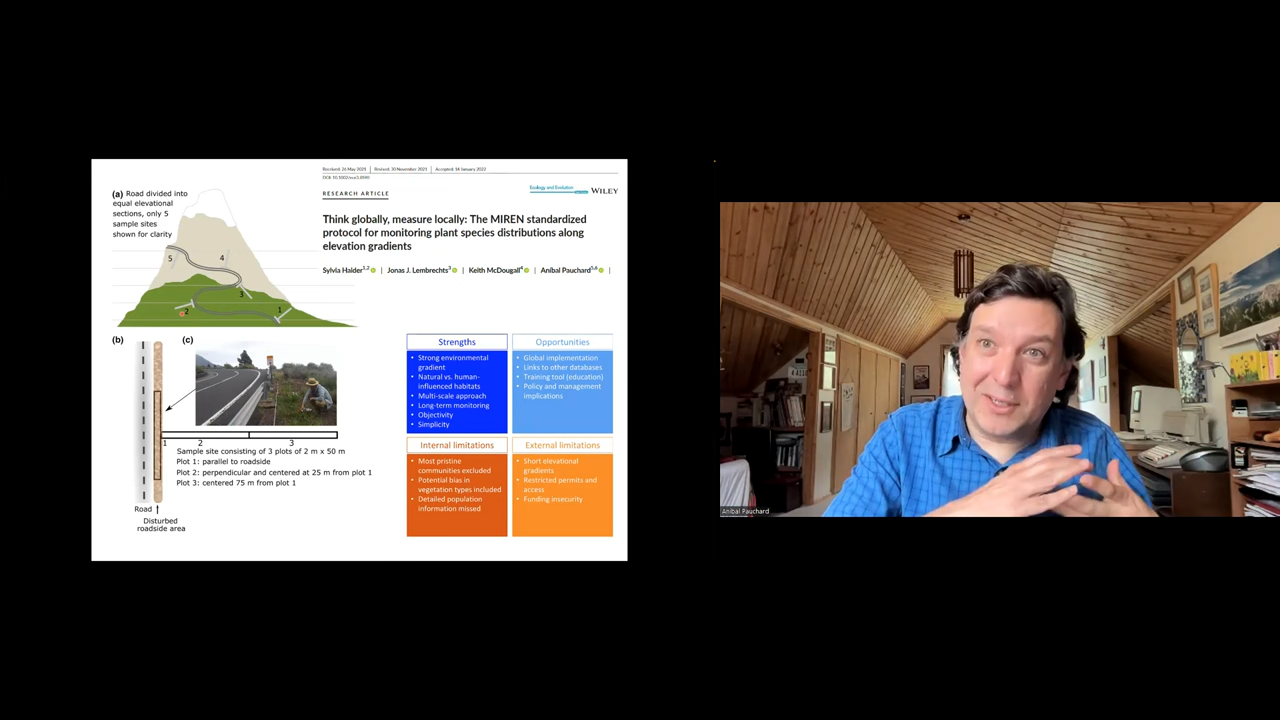 Received: 26 May 2021 | Revised: 30 November 2021 | Accepted: 14 January 2022
RESEARCH ARTICLE
Ecology and Evolution
WILEY
Think globally, measure locally: The MIREN standardized
protocol for monitoring plant species distributions along
elevation gradients
Sylvia Haider1,2 | Jonas J. Lembrechts3 | Keith McDougall4 | Aníbal Pauchard5,6 |
(a) Road divided into
equal elevational
sections, only 5
sample sites
shown for clarity
5
4
3
2
1
(b)
(c)
1 2 3
Sample site consisting of 3 plots of 2 m x 50 m
Plot 1: parallel to roadside
Plot 2: perpendicular and centered at 25 m from plot 1
Plot 3: centered 75 m from plot 1
Road
Disturbed
roadside area
Strengths
• Strong environmental
gradient
• Natural vs. human-
influenced habitats
• Multi-scale approach
• Long-term monitoring
• Objectivity
• Simplicity
Opportunities
• Global implementation
• Links to other databases
• Training tool (education)
• Policy and management
implications
Internal limitations
• Most pristine
communities excluded
• Potential bias in
vegetation types included
• Detailed population
information missed
External limitations
• Short elevational
gradients
• Restricted permits and
access
• Funding insecurity
Anibal Pauchard